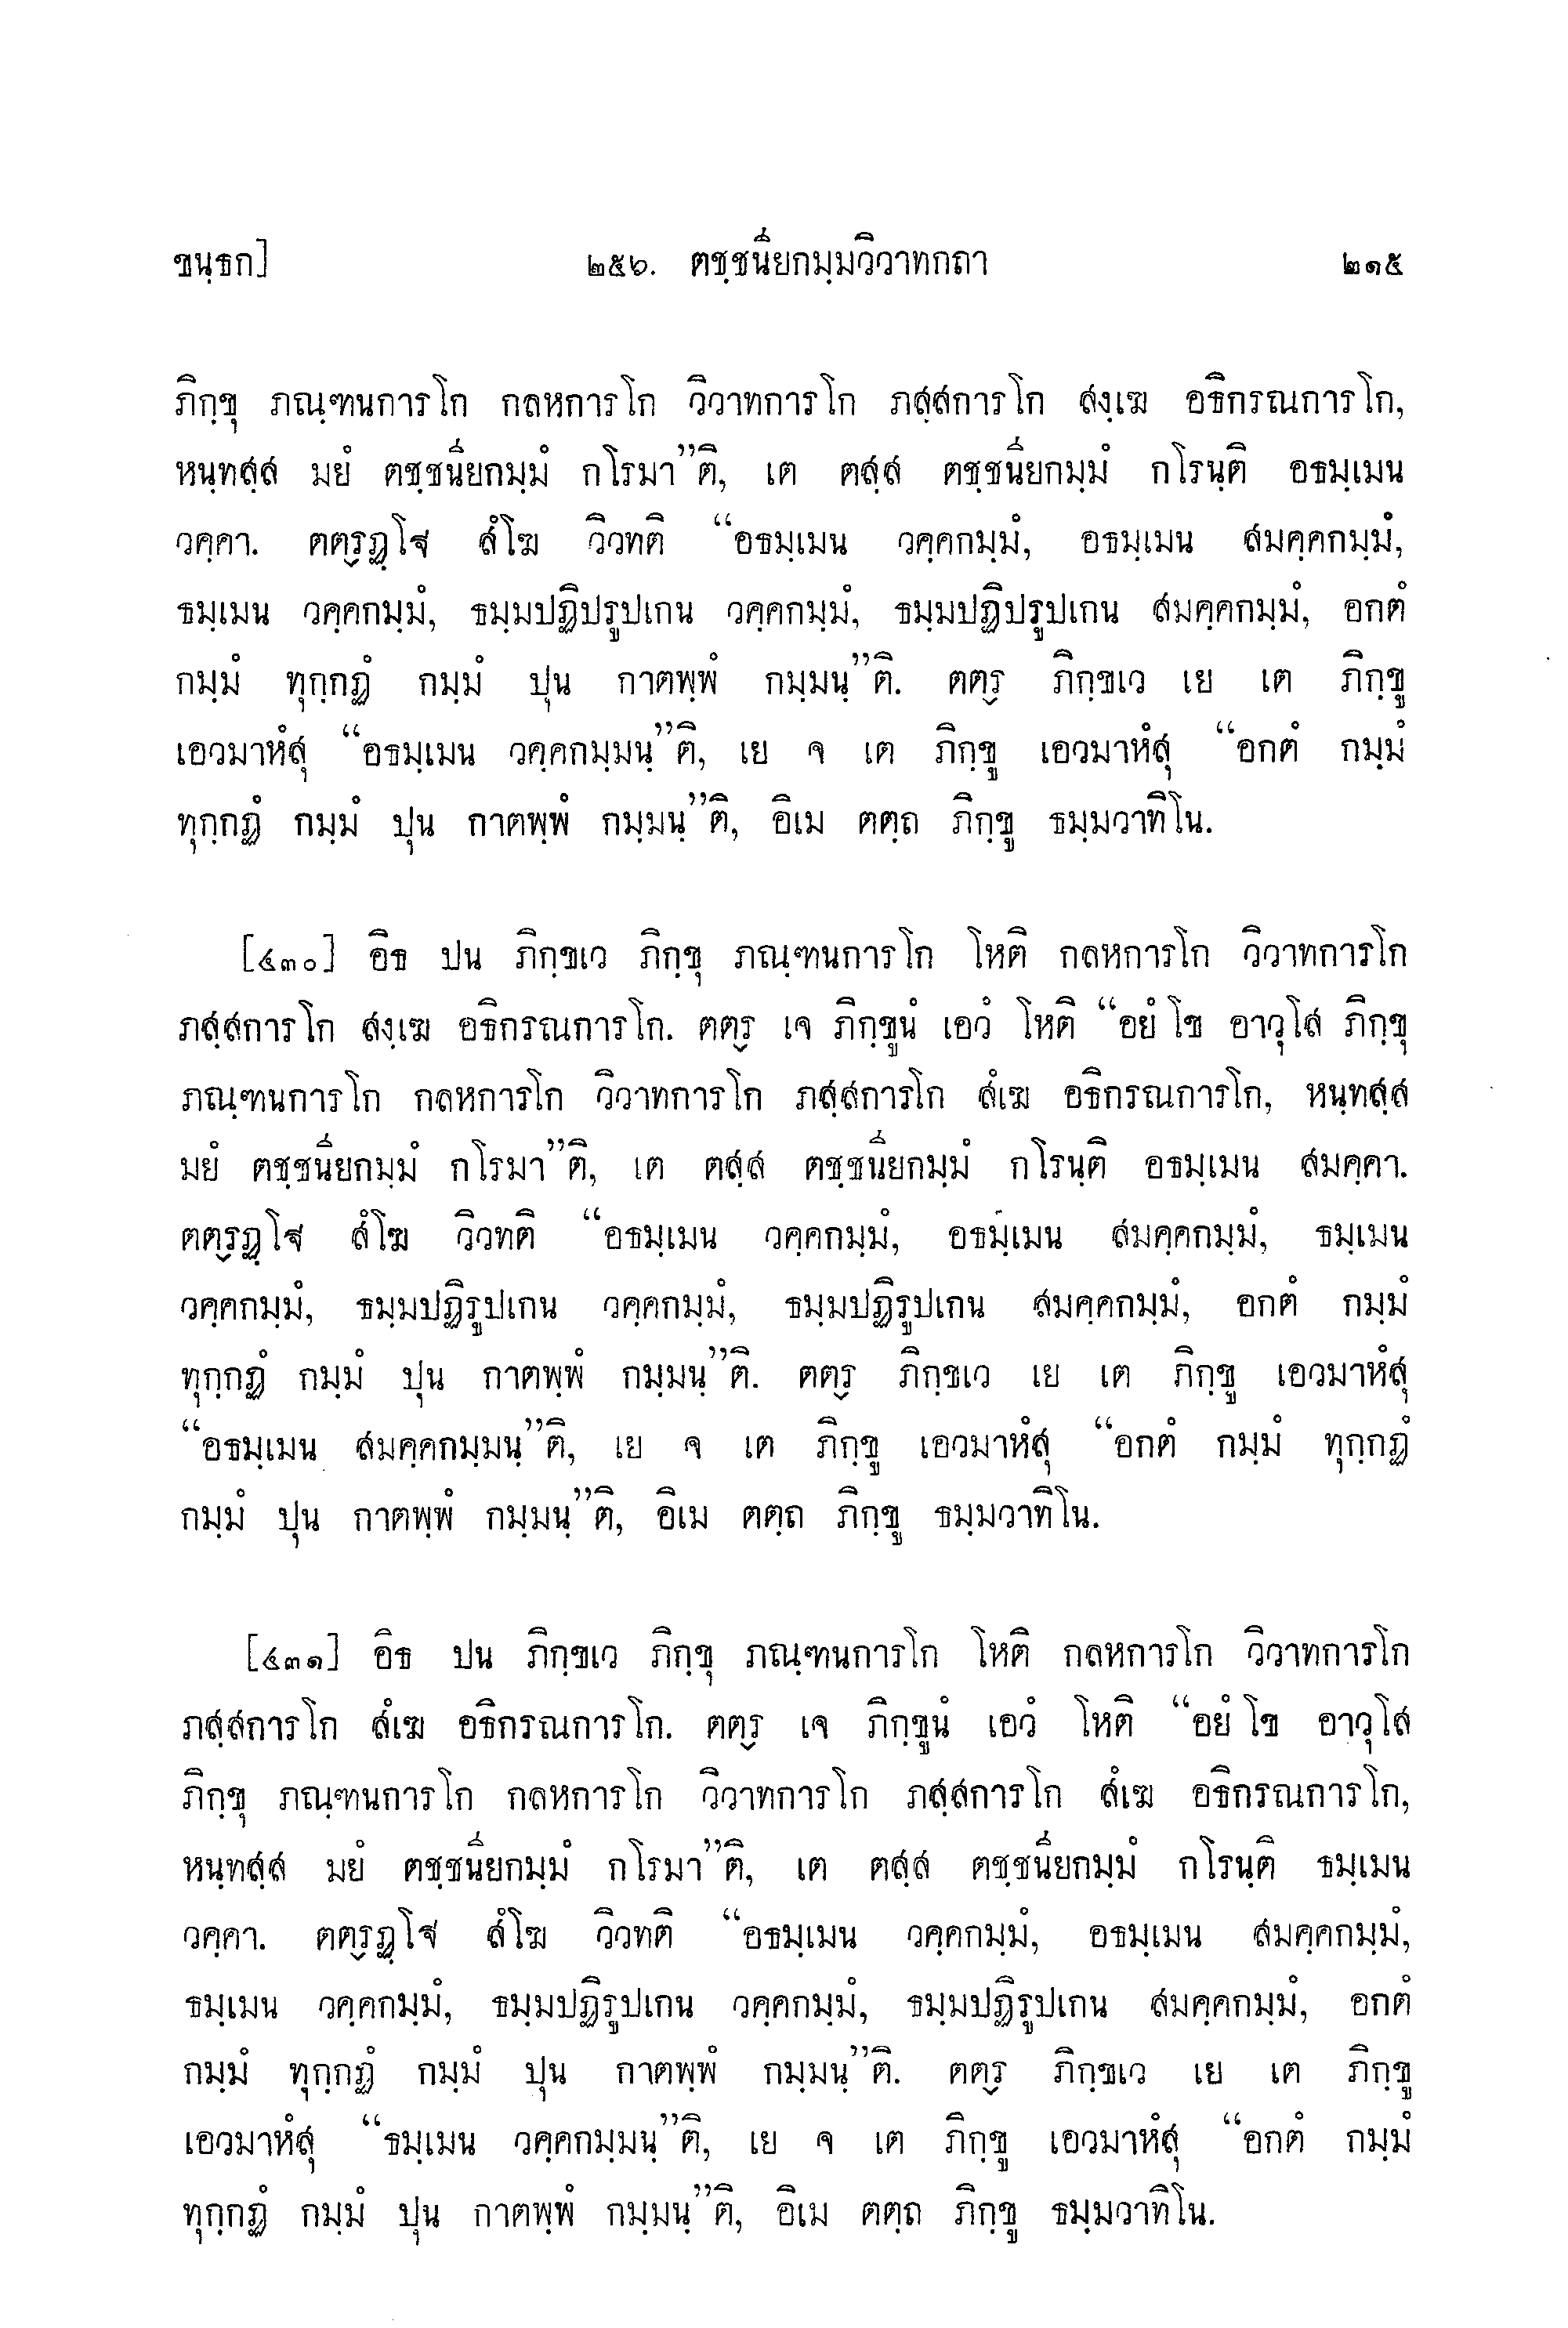 ขนฺธก] ๒๕๖. ตชฺชนียกมฺมวิวาทกถา ๒๑๕
ภิกฺขุ ภณฺฑนการโก กลหการโก วิวาทการโก ภสฺสการโก สงฺเฆ อธิกรณการโก,
หนฺทสฺส มยํ ตชฺชนียกมฺมํ กโรมา”ติ, เต ตสฺส ตชฺชนียกมฺมํ กโรนฺติ อธมฺเมน
วคฺคา. ตตฺรฏฺโฐ สํโฆ วิวทติ “อธมฺเมน วคฺคกมฺมํ, อธมฺเมน สมคฺคกมฺมํ,
ธมฺเมน วคฺคกมฺมํ, ธมฺมปฏิปรูปเกน วคฺคกมฺมํ, ธมฺมปฏิปรูปเกน สมคฺคกมฺมํ, อกตํ
กมฺมํ ทุกฺกฏํ กมฺมํ ปุน กาตพฺพํ กมฺมนฺ”ติ. ตตฺร ภิกฺขเว เย เต ภิกฺขู
เอวมาหํสุ “อธมฺเมน วคฺคกมฺมนฺ”ติ, เย จ เต ภิกฺขู เอวมาหํสุ “อกตํ กมฺมํ
ทุกฺกฏํ กมฺมํ ปุน กาตพฺพํ กมฺมนฺ”ติ, อิเม ตตฺถ ภิกฺขู ธมฺมวาทิโน.
[๔๓๐] อิธ ปน ภิกฺขเว ภิกฺขุ ภณฺฑนการโก โหติ กลหการโก วิวาทการโก
ภสฺสการโก สงฺเฆ อธิกรณการโก. ตตฺร เจ ภิกฺขูนํ เอวํ โหติ “อยํ โข อาวุโส ภิกฺขุ
ภณฺฑนการโก กลหการโก วิวาทการโก ภสฺสการโก สํเฆ อธิกรณการโก, หนฺทสฺส
มยํ ตชฺชนียกมฺมํ กโรมา”ติ, เต ตสฺส ตชฺชนียกมฺมํ กโรนฺติ อธมฺเมน สมคฺคา.
ตตฺรฏฺโฐ สํโฆ วิวทติ “อธมฺเมน วคฺคกมฺมํ, อธมฺเมน สมคฺคกมฺมํ, ธมฺเมน
วคฺคกมฺมํ, ธมฺมปฏิรูปเกน วคฺคกมฺมํ, ธมฺมปฏิรูปเกน สมคฺคกมฺมํ, อกตํ กมฺมํ
ทุกฺกฏํ กมฺมํ ปุน กาตพฺพํ กมฺมนฺ”ติ. ตตฺร ภิกฺขเว เย เต ภิกฺขู เอวมาหํสุ
“อธมฺเมน สมคฺคกมฺมนฺ”ติ, เย จ เต ภิกฺขู เอวมาหํสุ “อกตํ กมฺมํ ทุกฺกฏํ
กมฺมํ ปุน กาตพฺพํ กมฺมนฺ”ติ, อิเม ตตฺถ ภิกฺขู ธมฺมวาทิโน.
[๔๓๑] อิธ ปน ภิกฺขเว ภิกฺขุ ภณฺฑนการโก โหติ กลหการโก วิวาทการโก
ภสฺสการโก สํเฆ อธิกรณการโก. ตตฺร เจ ภิกฺขูนํ เอวํ โหติ “อยํ โข อาวุโส
ภิกฺขุ ภณฺฑนการโก กลหการโก วิวาทการโก ภสฺสการโก สํเฆ อธิกรณการโก,
หนฺทสฺส มยํ ตชฺชนียกมฺมํ กโรมา”ติ, เต ตสฺส ตชฺชนียกมฺมํ กโรนฺติ ธมฺเมน
วคฺคา. ตตฺรฏฺโฐ สํโฆ วิวทติ “อธมฺเมน วคฺคกมฺมํ, อธมฺเมน สมคฺคกมฺมํ,
ธมฺเมน วคฺคกมฺมํ, ธมฺมปฏิรูปเกน วคฺคกมฺมํ, ธมฺมปฏิรูปเกน สมคฺคกมฺมํ, อกตํ
กมฺมํ ทุกฺกฏํ กมฺมํ ปุน กาตพฺพํ กมฺมนฺ”ติ. ตตฺร ภิกฺขเว เย เต ภิกฺขู
เอวมาหํสุ “ธมฺเมน วคฺคกมฺมนฺ”ติ, เย จ เต ภิกฺขู เอวมาหํสุ “อกตํ กมฺมํ
ทุกฺกฏํ กมฺมํ ปุน กาตพฺพํ กมฺมนฺ”ติ, อิเม ตตฺถ ภิกฺขู ธมฺมวาทิโน.